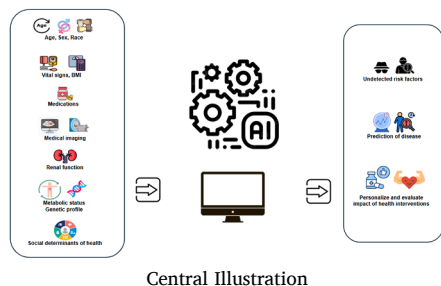 Age
Age, Sex, Race
Vital signs, BMI
Medications
Medical imaging
Renal function
Metabolic status
Genetic profile
Social determinants of health
AI
Undetected risk factors
Prediction of disease
Personalize and evaluate
impact of health interventions
Central Illustration